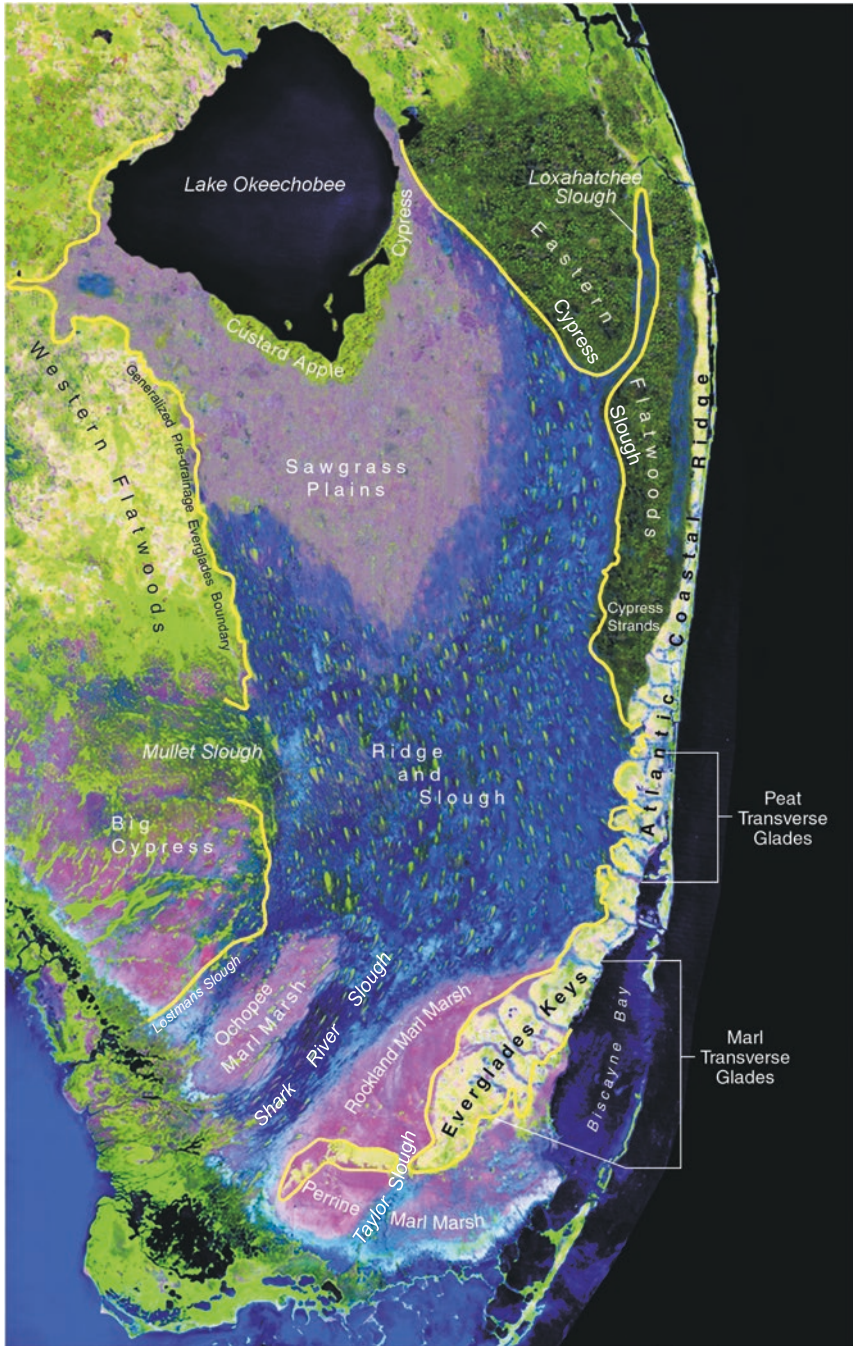 Lake Okeechobee
Loxahatchee
Slough
Cypress
Eastern
Flatwoods
Cypress
Slough
Custard Apple
Western Flatwoods
Generalized Pre-drainage Everglades Boundary
Sawgrass
Plains
Atlantic Coastal Ridge
Cypress
Strands
Mullet Slough
Ridge
and
Slough
Peat
Transverse
Glades
Big
Cypress
Lostmans Slough
Ochopee
Marl Marsh
Shark River Slough
Rockland Marl Marsh
Everglades Keys
Biscayne Bay
Marl
Transverse
Glades
Perrine Marl Marsh
Taylor Slough